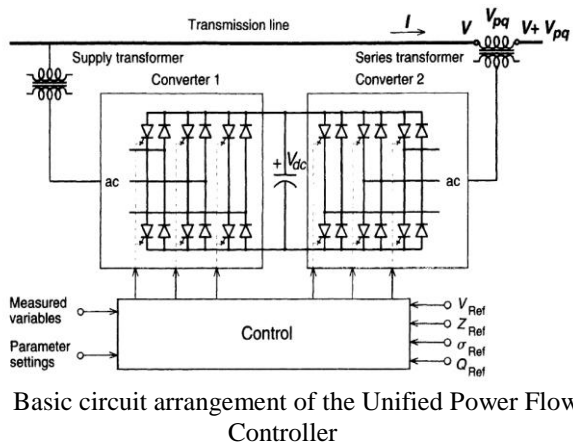 Transmission line
I
V
Vpq
V+ Vpq
Supply transformer
Series transformer
Converter 1
Converter 2
+ Vdc
ac
ac
Measured
variables
Parameter
settings
Control
VRef
ZRef
σRef
QRef
Basic circuit arrangement of the Unified Power Flow
Controller